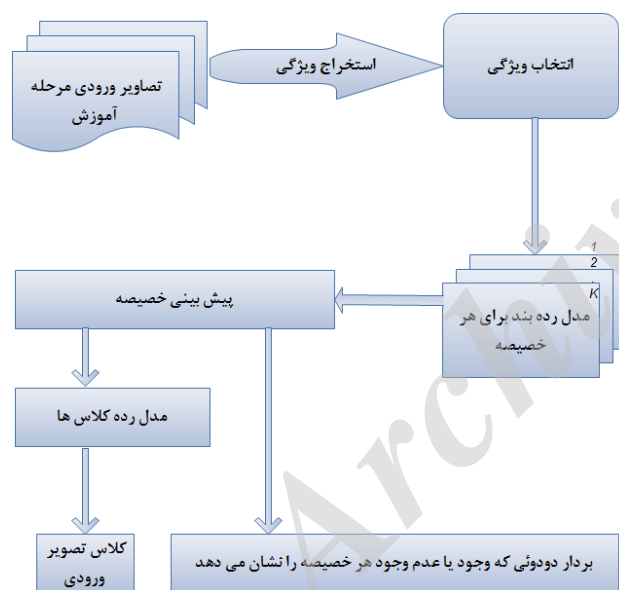 تصاویر ورودی مرحله
آموزش
استخراج ویژگی
انتخاب ویژگی
1
2
K
مدل رده بند برای هر
خصیصه
پیش بینی خصیصه
مدل رده کلاس ها
کلاس تصویر
ورودی
بردار دودوئی که وجود یا عدم وجود هر خصیصه را نشان می دهد
Archiv